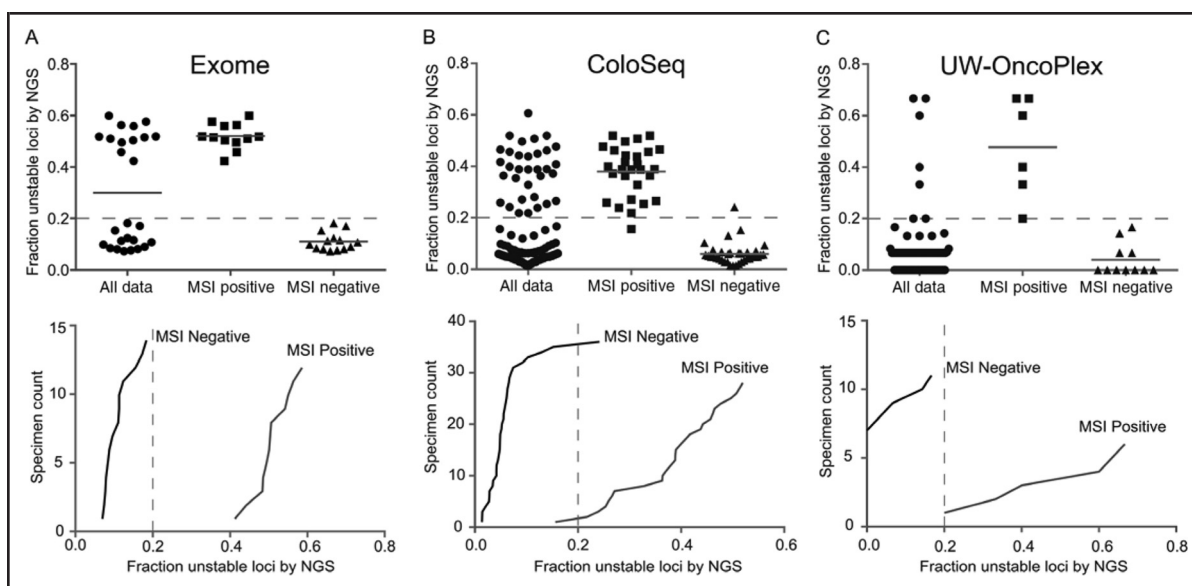 A
Exome
Fraction unstable loci by NGS
0.8
0.6
0.4
0.2
0.0
All data MSI positive MSI negative
B
ColoSeq
Fraction unstable loci by NGS
0.8
0.6
0.4
0.2
0.0
All data MSI positive MSI negative
C
UW-OncoPlex
Fraction unstable loci by NGS
0.8
0.6
0.4
0.2
0.0
All data MSI positive MSI negative
Specimen count
15
10
5
0
MSI Negative
MSI Positive
0.0 0.2 0.4 0.6 0.8
Fraction unstable loci by NGS
Specimen count
40
30
20
10
0
MSI Negative
MSI Positive
0.0 0.2 0.4 0.6
Fraction unstable loci by NGS
Specimen count
15
10
5
0
MSI Negative
MSI Positive
0.0 0.2 0.4 0.6 0.8
Fraction unstable loci by NGS